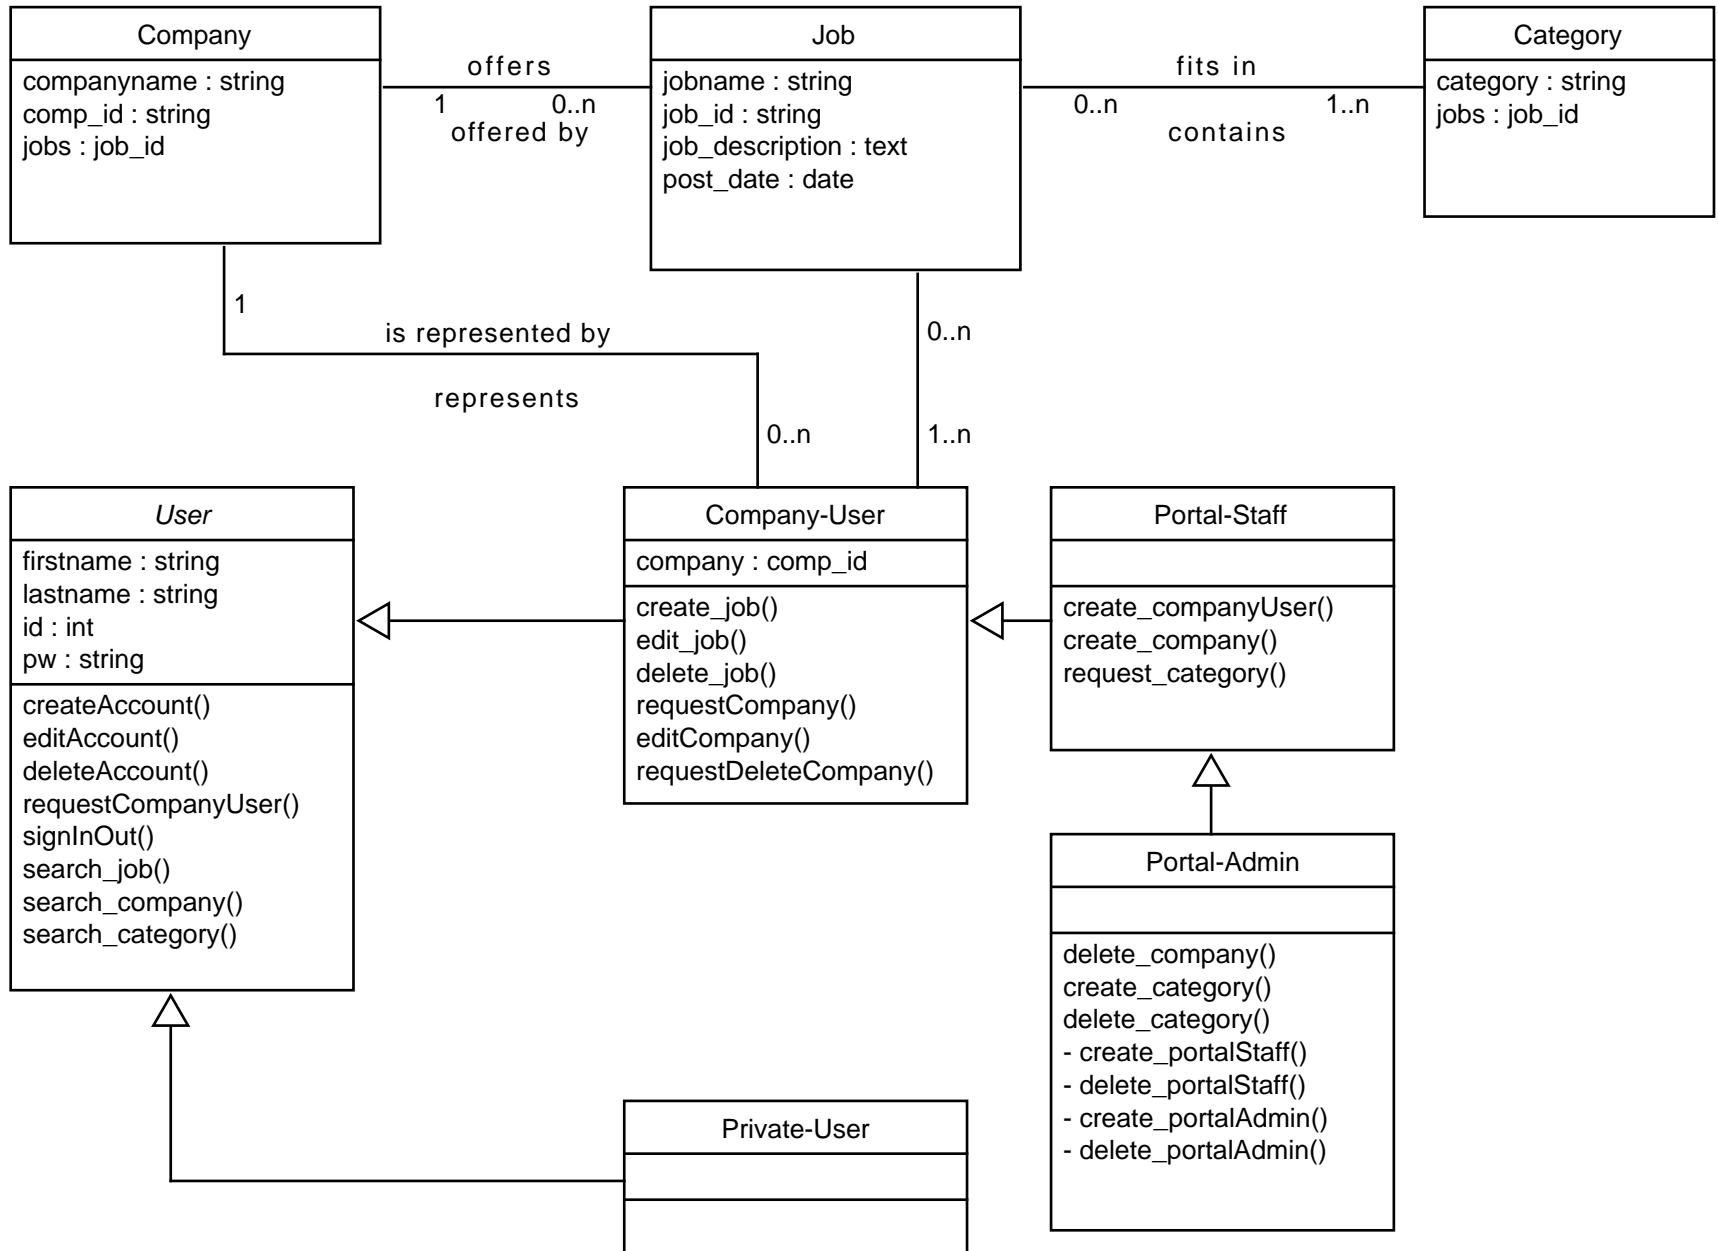 Company
companyname : string
comp_id : string
jobs : job_id
offers
1
0..n
offered by
Job
jobname : string
job_id : string
job_description : text
post_date : date
fits in
0..n
1..n
contains
Category
category : string
jobs : job_id
1
is represented by
represents
0..n
0..n
1..n
User
firstname : string
lastname : string
id : int
pw : string
createAccount()
editAccount()
deleteAccount()
requestCompanyUser()
signInOut()
search_job()
search_company()
search_category()
Company-User
company : comp_id
create_job()
edit_job()
delete_job()
requestCompany()
editCompany()
requestDeleteCompany()
Portal-Staff
create_companyUser()
create_company()
request_category()
Portal-Admin
delete_company()
create_category()
delete_category()
- create_portalStaff()
- delete_portalStaff()
- create_portalAdmin()
- delete_portalAdmin()
Private-User